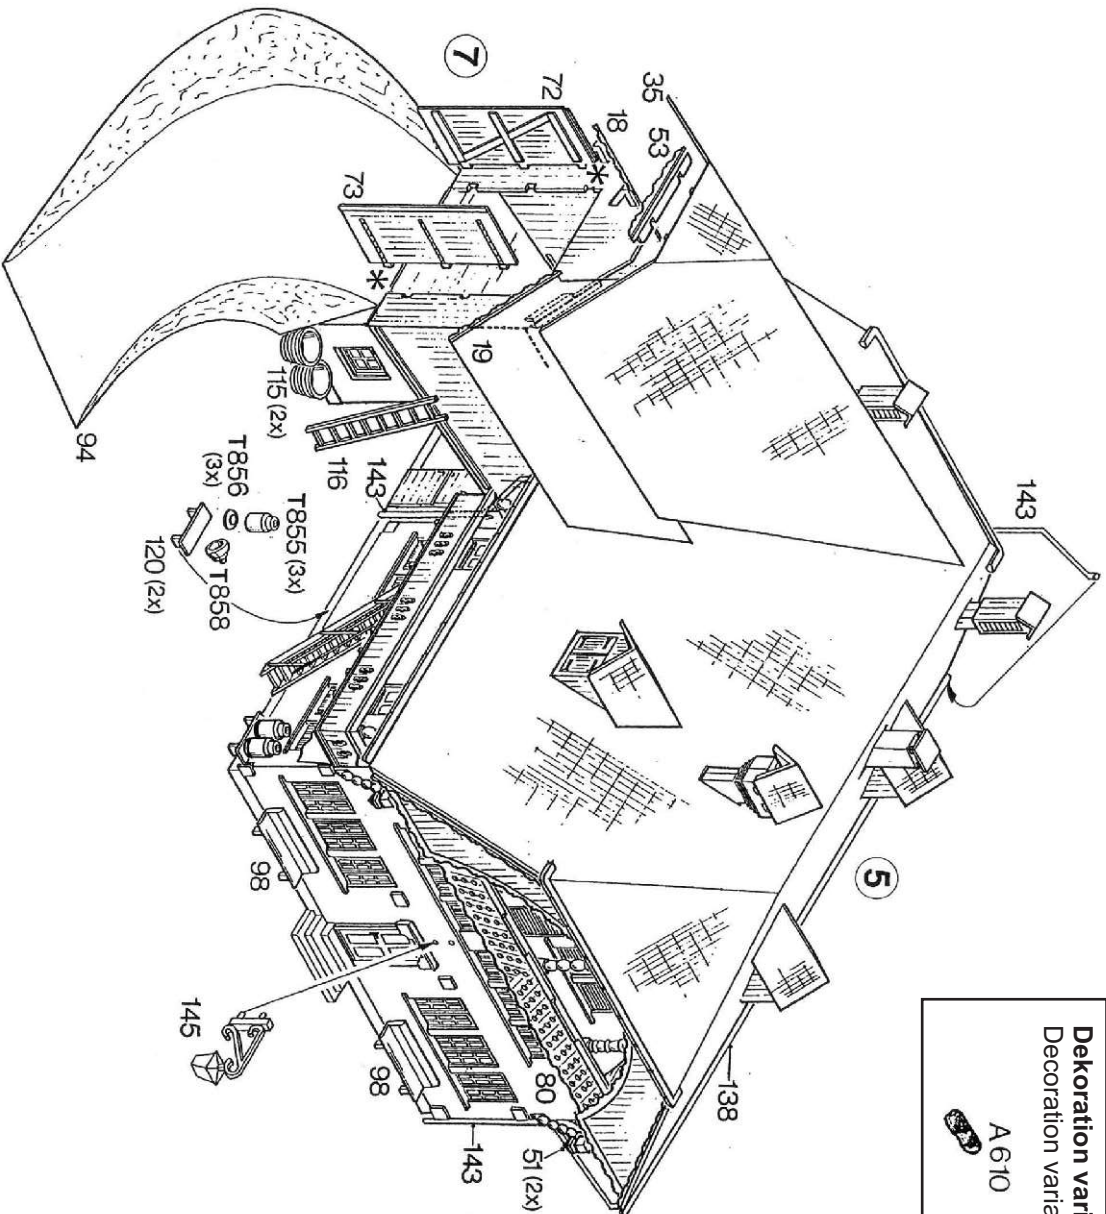 7
72
18
35
53
73
19
115 (2x)
116
94
T856
(3x)
T855 (3x)
T858
120 (2x)
143
143
5
98
98
145
80
138
143
51 (2x)
Dekoration vari
Decoration varia
A 610
*
*